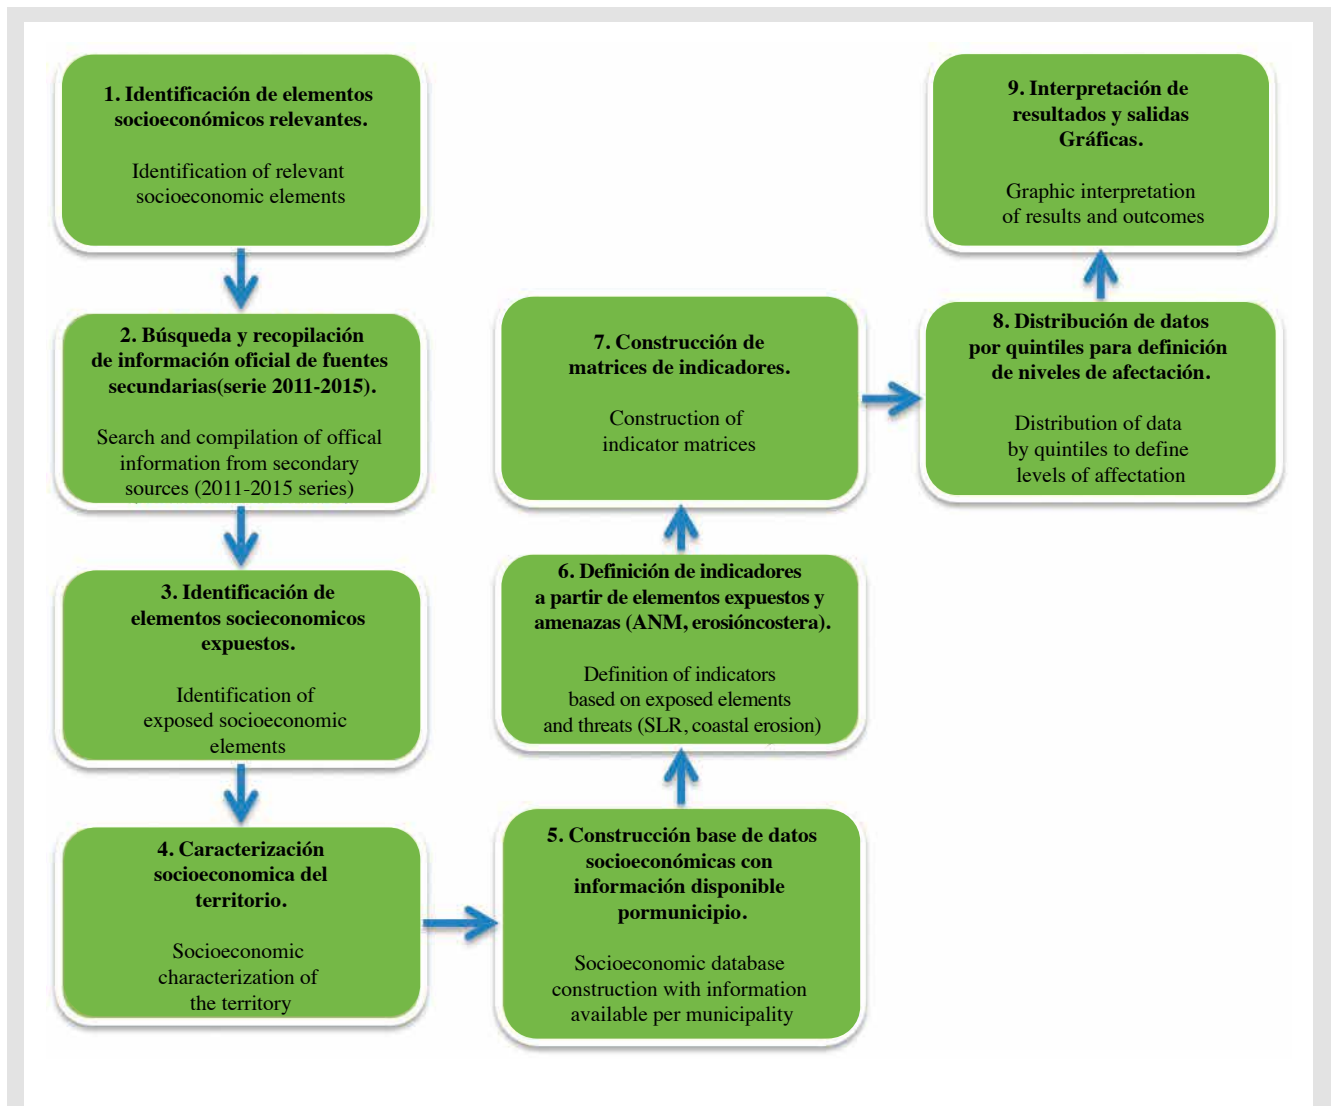 1. Identificación de elementos
socioeconómicos relevantes.
Identification of relevant
socioeconomic elements
2. Búsqueda y recopilación
de información oficial de fuentes
secundarias(serie 2011-2015).
Search and compilation of offical
information from secondary
sources (2011-2015 series)
3. Identificación de
elementos socieconomicos
expuestos.
Identification of
exposed socioeconomic
elements
4. Caracterización
socioeconomica del
territorio.
Socioeconomic
characterization of
the territory
5. Construcción base de datos
socioeconómicas con
información disponible
pormunicipio.
Socioeconomic database
construction with information
available per municipality
6. Definición de indicadores
a partir de elementos expuestos y
amenazas (ANM, erosióncostera).
Definition of indicators
based on exposed elements
and threats (SLR, coastal erosion)
7. Construcción de
matrices de indicadores.
Construction of
indicator matrices
8. Distribución de datos
por quintiles para definición
de niveles de afectación.
Distribution of data
by quintiles to define
levels of affectation
9. Interpretación de
resultados y salidas
Gráficas.
Graphic interpretation
of results and outcomes